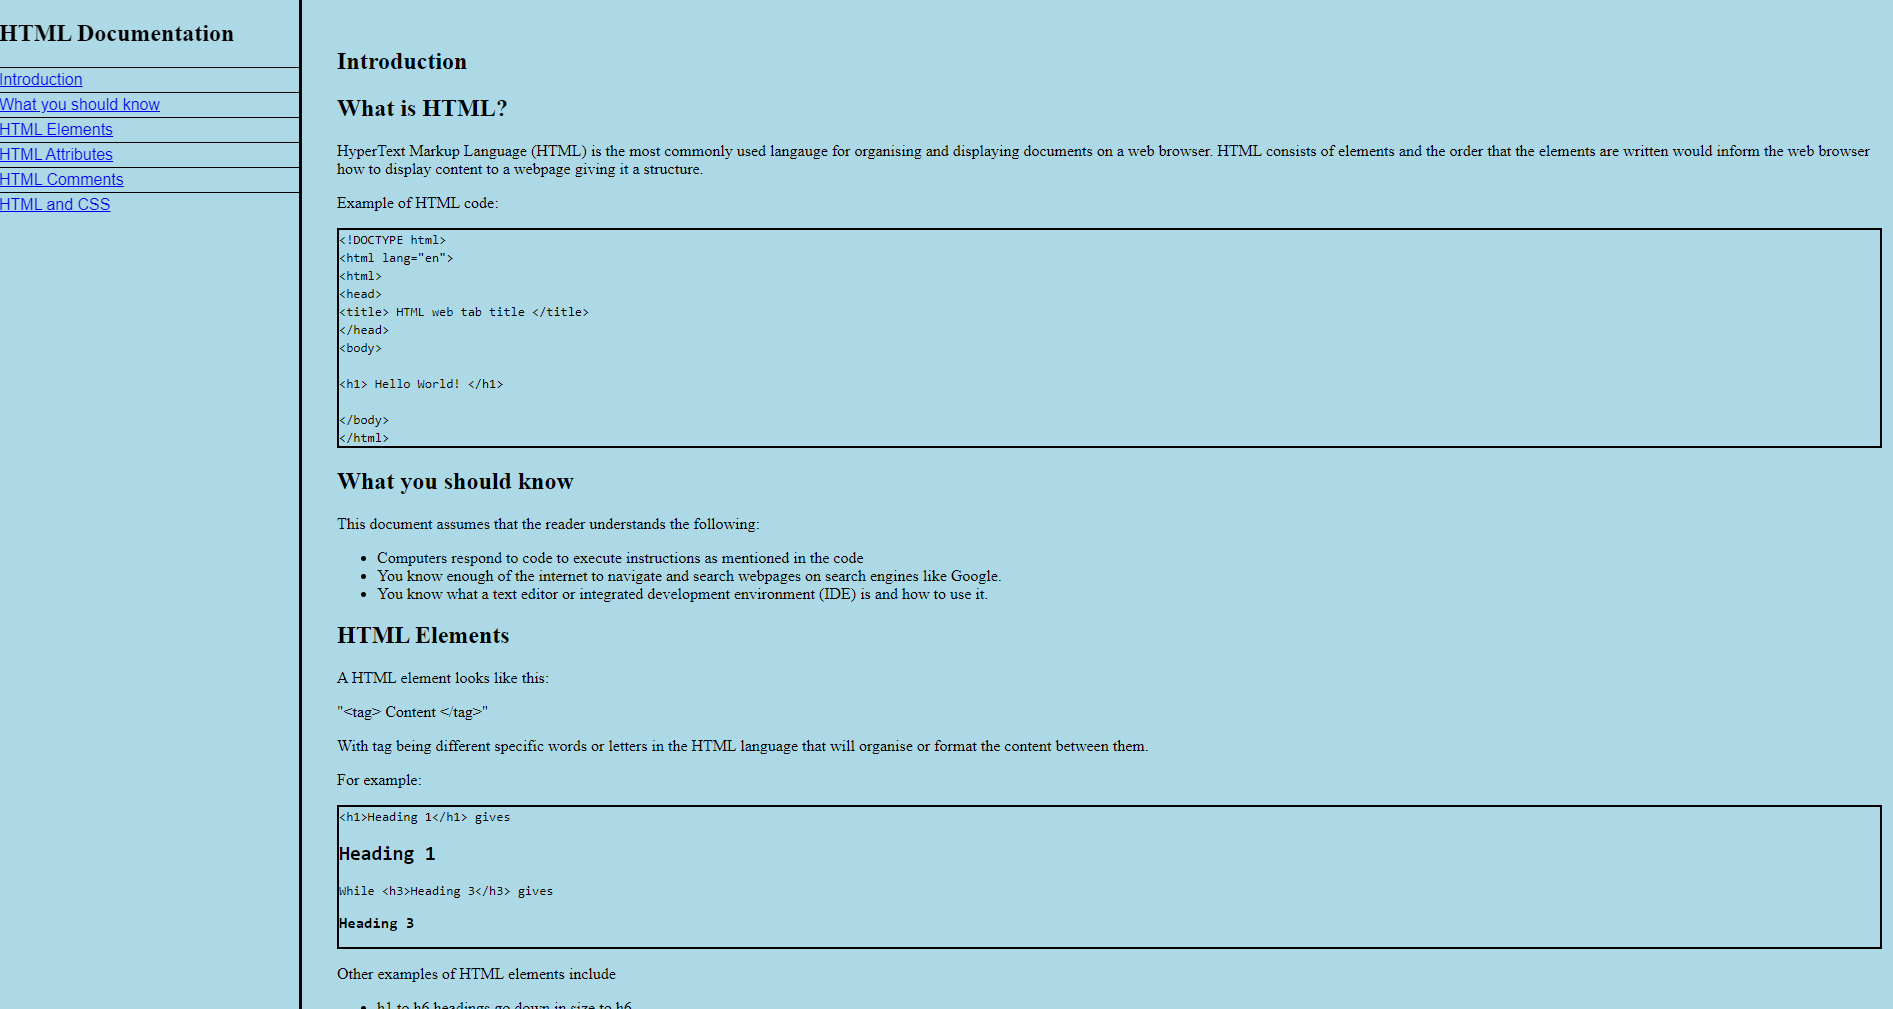 HTML Documentation
Introduction
What you should know
HTML Elements
HTML Attributes
HTML Comments
HTML and CSS
Introduction
What is HTML?
HyperText Markup Language (HTML) is the most commonly used langauge for organising and displaying documents on a web browser. HTML consists of elements and the order that the elements are written would inform the web browser
how to display content to a webpage giving it a structure.
Example of HTML code:
<!DOCTYPE html>
<html lang="en">
<html>
<head>
<title> HTML web tab title </title>
</head>
<body>
<h1> Hello World! </h1>
</body>
</html>
What you should know
This document assumes that the reader understands the following:
• Computers respond to code to execute instructions as mentioned in the code
• You know enough of the internet to navigate and search webpages on search engines like Google.
• You know what a text editor or integrated development environment (IDE) is and how to use it.
HTML Elements
A HTML element looks like this:
"<tag> Content </tag>"
With tag being different specific words or letters in the HTML language that will organise or format the content between them.
For example:
<h1>Heading 1</h1> gives
Heading 1
While <h3>Heading 3</h3> gives
Heading 3
Other examples of HTML elements include
• h1 to h6 headings go down in size to h6